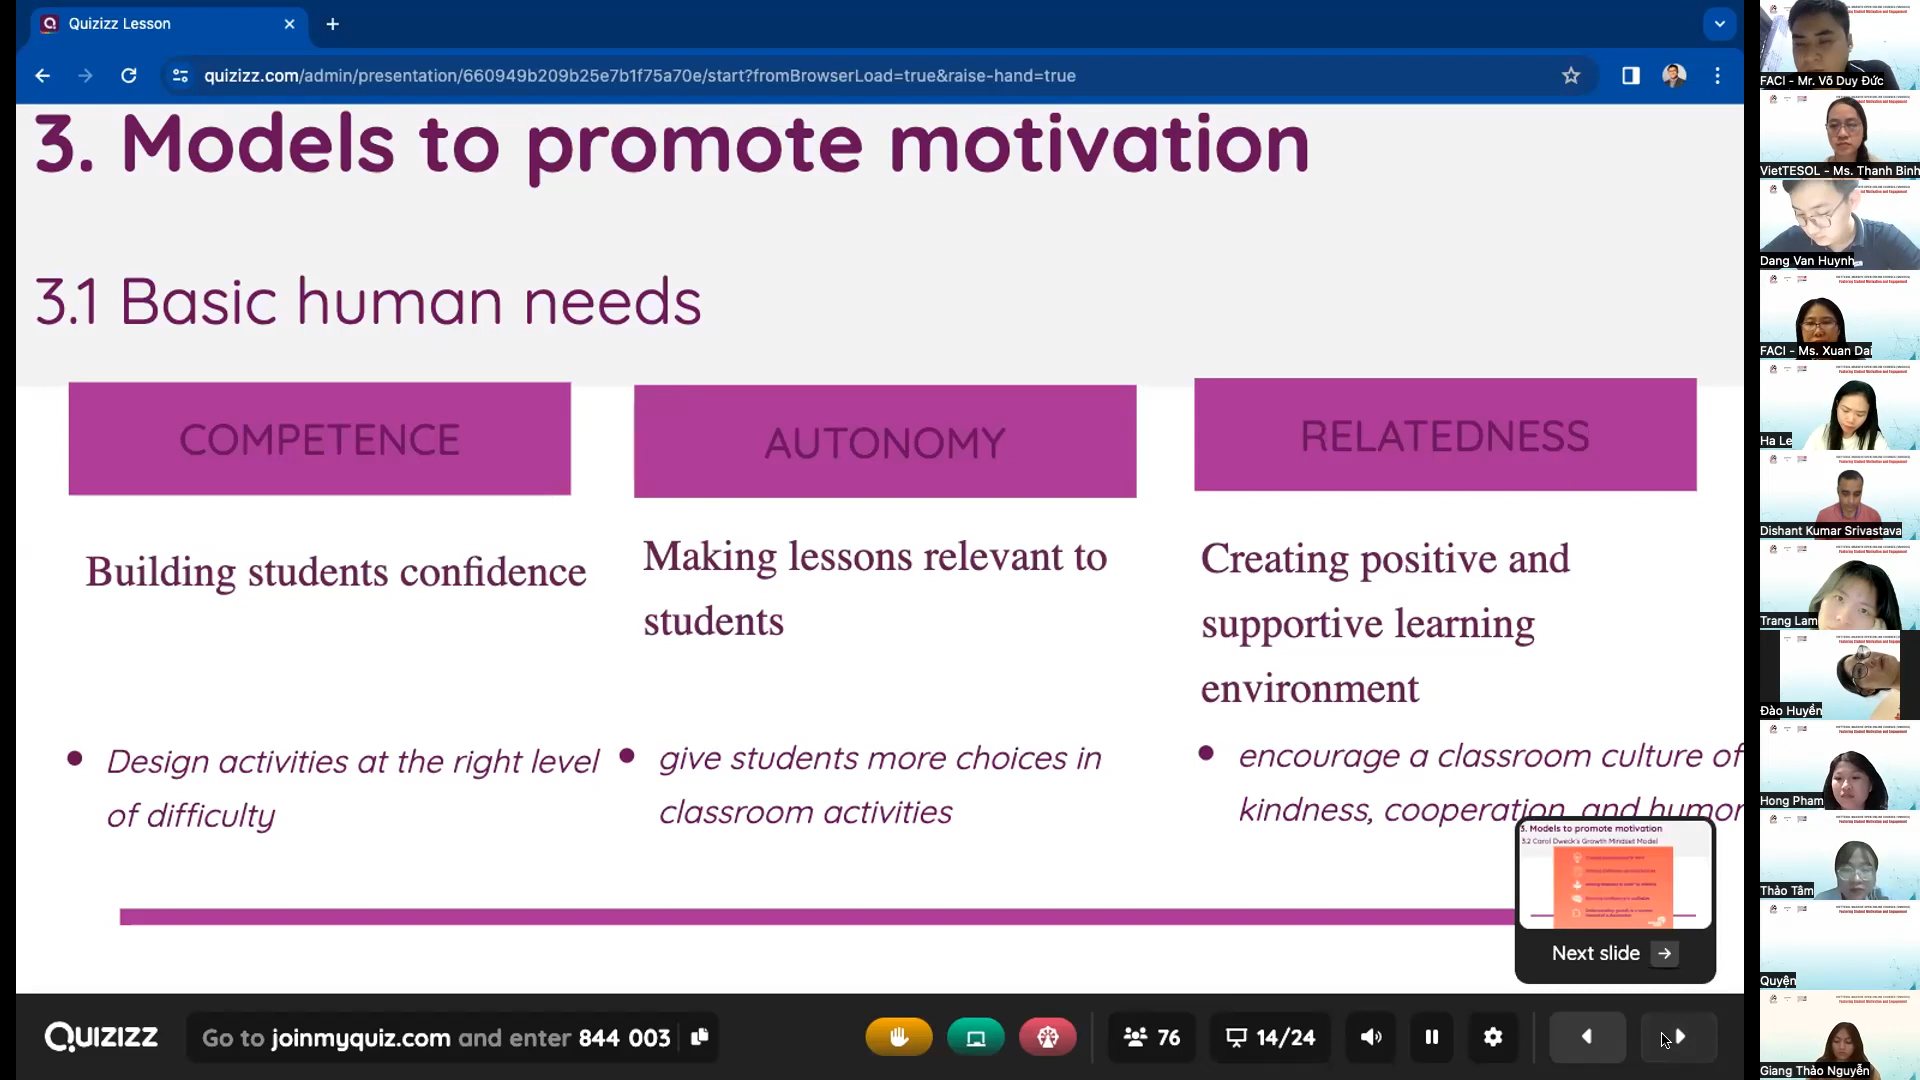 Quizizz Lesson
quizizz.com/admin/presentation/660949b209b25e7b1f75a70e/start?fromBrowserLoad=true&raise-hand=true
3. Models to promote motivation
3.1 Basic human needs
COMPETENCE
Building students confidence
• Design activities at the right level
of difficulty
AUTONOMY
Making lessons relevant to
students
• give students more choices in
classroom activities
RELATEDNESS
Creating positive and
supportive learning
environment
• encourage a classroom culture of
kindness, cooperation, and humor
3. Models to promote motivation
3.2 Carol Dweck's Growth Mindset Model
Next slide
QUIZIZZ
Go to joinmyquiz.com and enter 844 003
76
14/24
FACI - Mr. Võ Duy Đức
VietTESOL - Ms. Thanh Binh
Dang Van Huynh
FACI - Ms. Xuan Dai
Ha Le
Dishant Kumar Srivastava
Trang Lam
Đào Huyền
Hong Pham
Thảo Tâm
Quyện
Giang Thảo Nguyễn